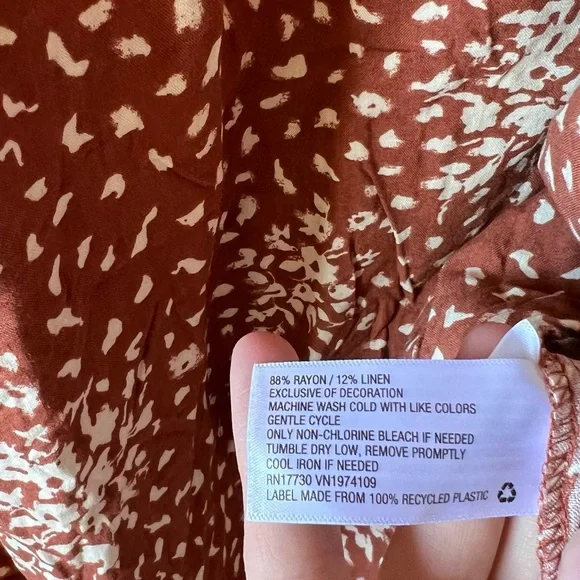 88% RAYON / 12% LINEN
EXCLUSIVE OF DECORATION
MACHINE WASH COLD WITH LIKE COLORS
GENTLE CYCLE
ONLY NON-CHLORINE BLEACH IF NEEDED
TUMBLE DRY LOW, REMOVE PROMPTLY
COOL IRON IF NEEDED
RN17730 VN1974109
LABEL MADE FROM 100% RECYCLED PLASTIC